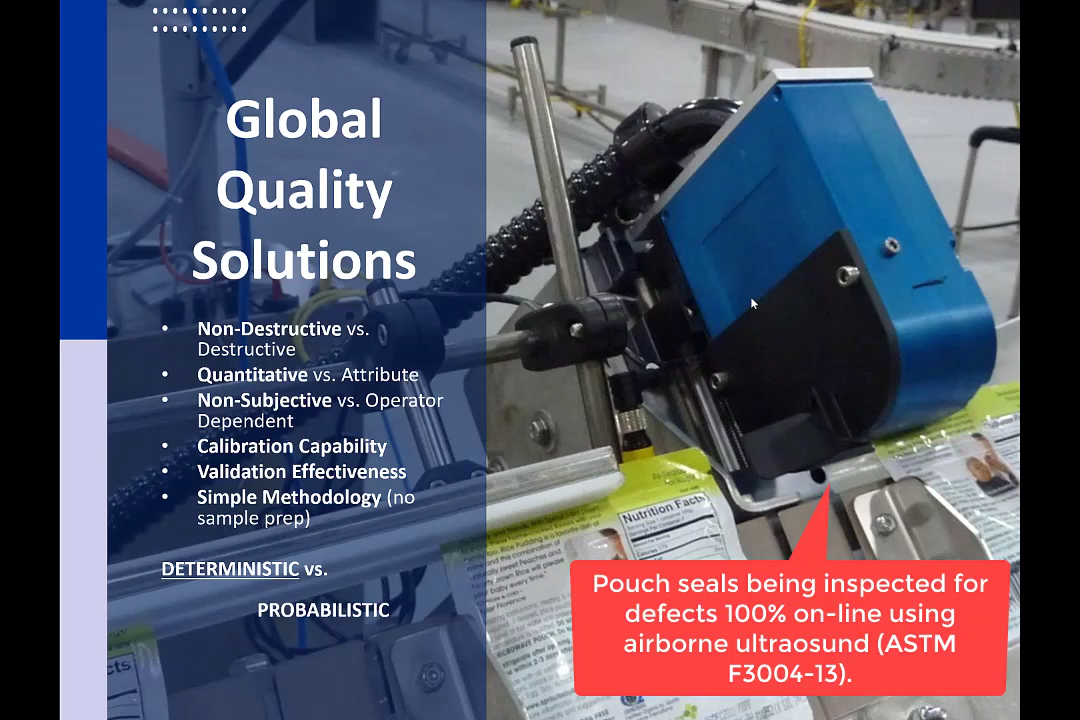 Global
Quality
Solutions
• Non-Destructive vs.
Destructive
• Quantitative vs. Attribute
• Non-Subjective vs. Operator
Dependent
• Calibration Capability
• Validation Effectiveness
• Simple Methodology (no
sample prep)
DETERMINISTIC vs.
PROBABILISTIC
Nutrition Facts
Pouch seals being inspected for
defects 100% on-line using
airborne ultraosund (ASTM
F3004-13).